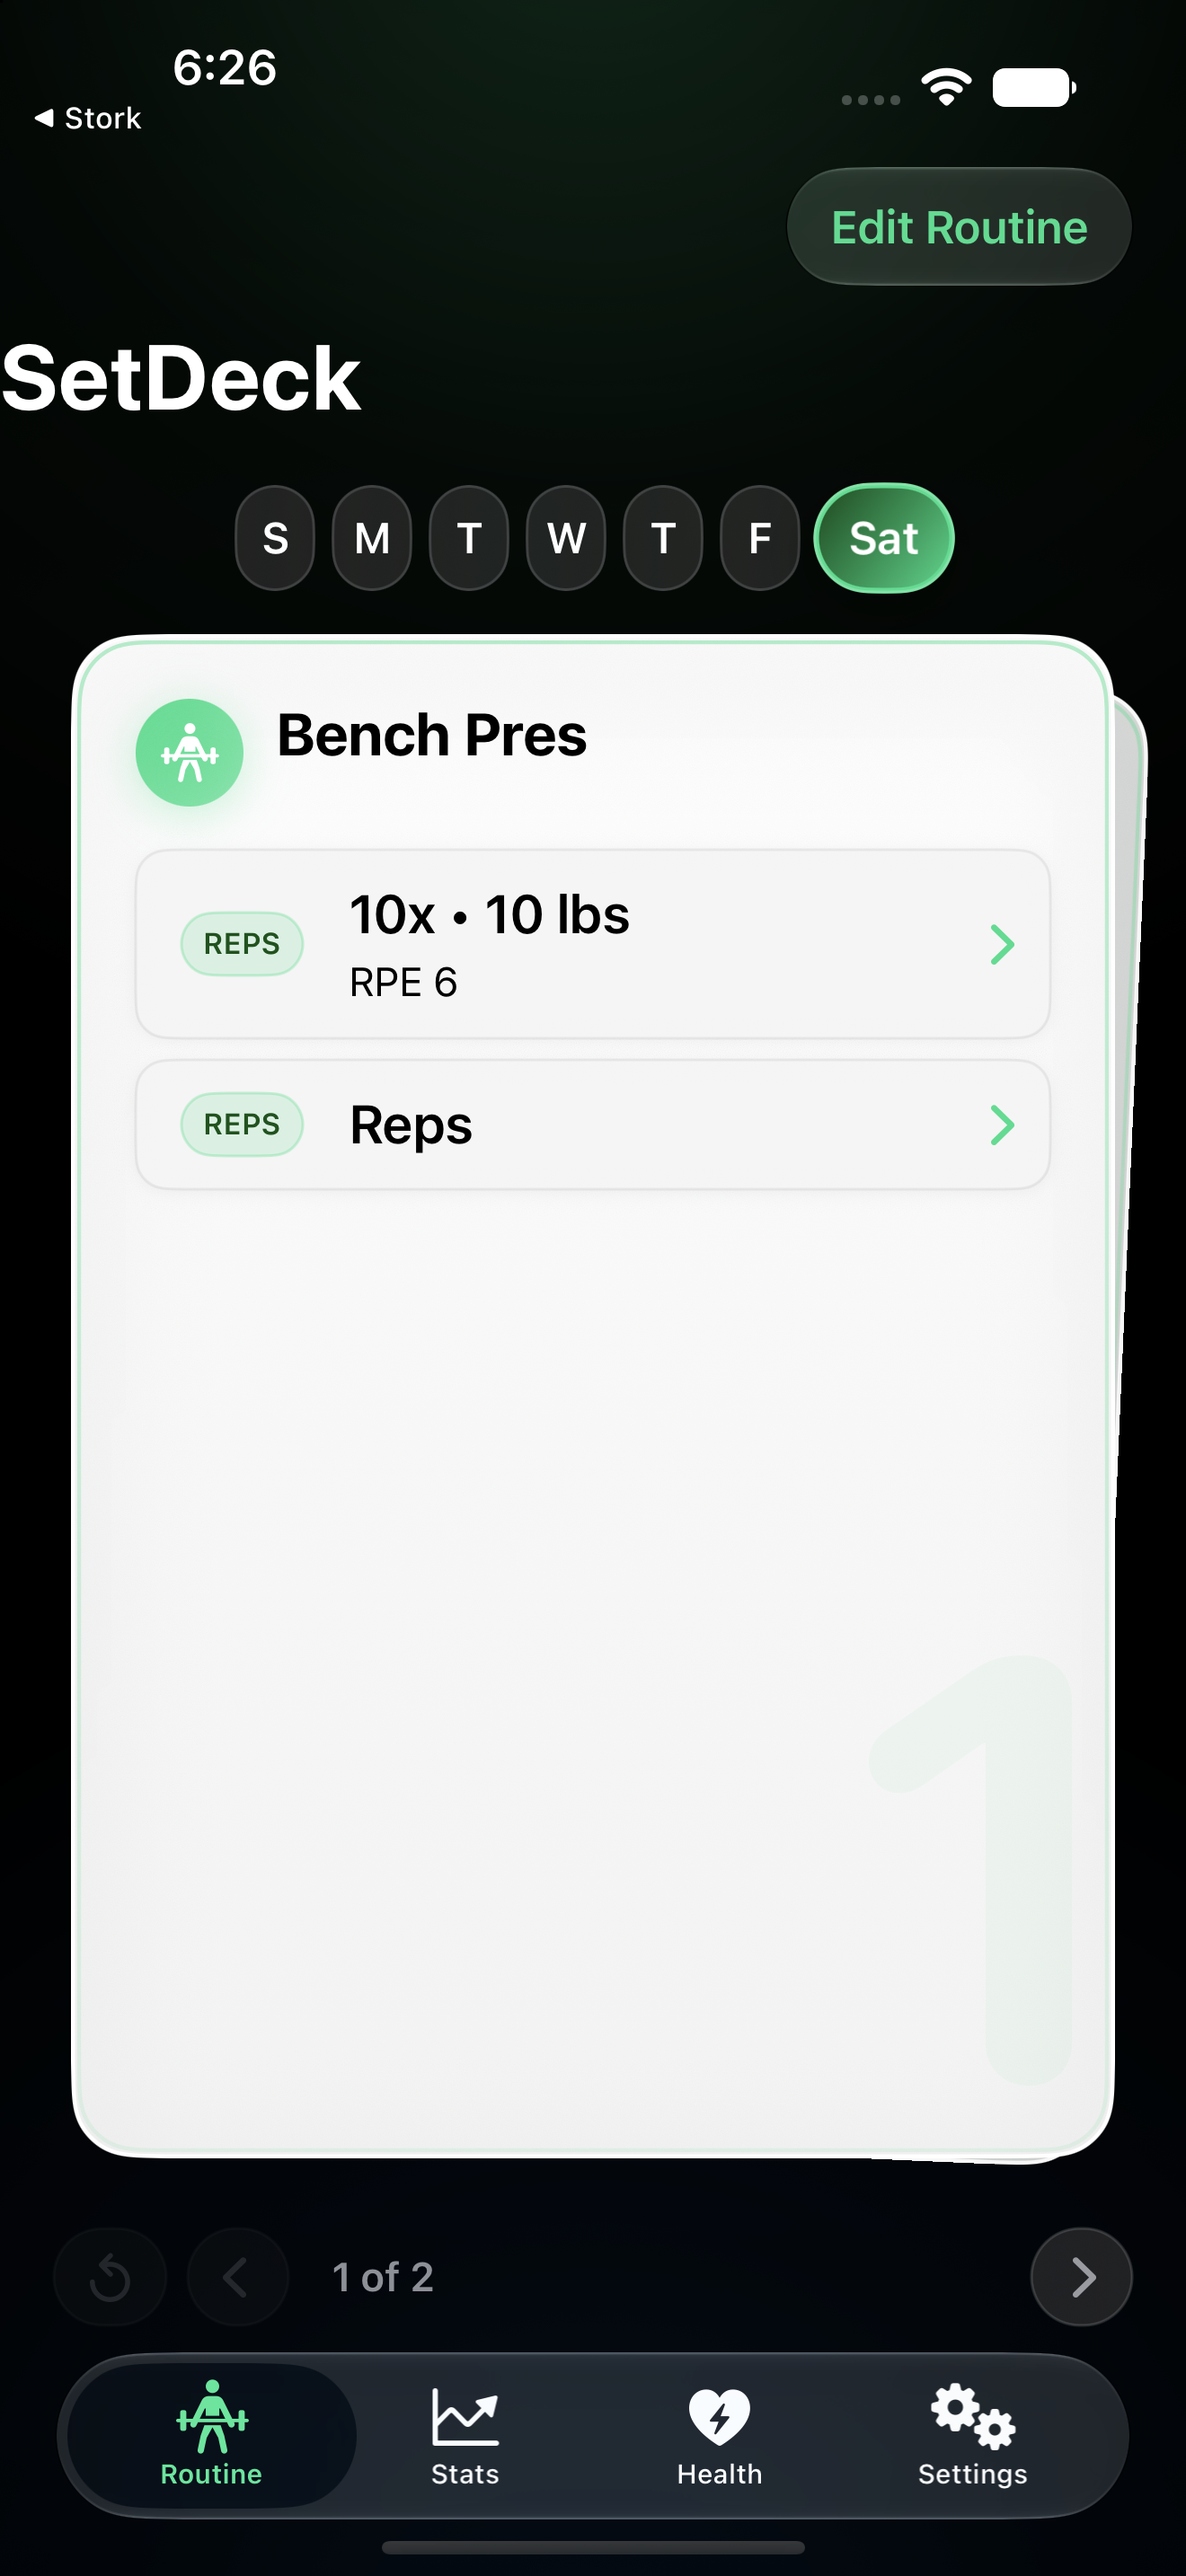 6:26
Stork
Edit Routine
SetDeck
S M T W T F Sat
Bench Pres
REPS
10x • 10 lbs
RPE 6
REPS
Reps
1
1 of 2
Routine
Stats
Health
Settings